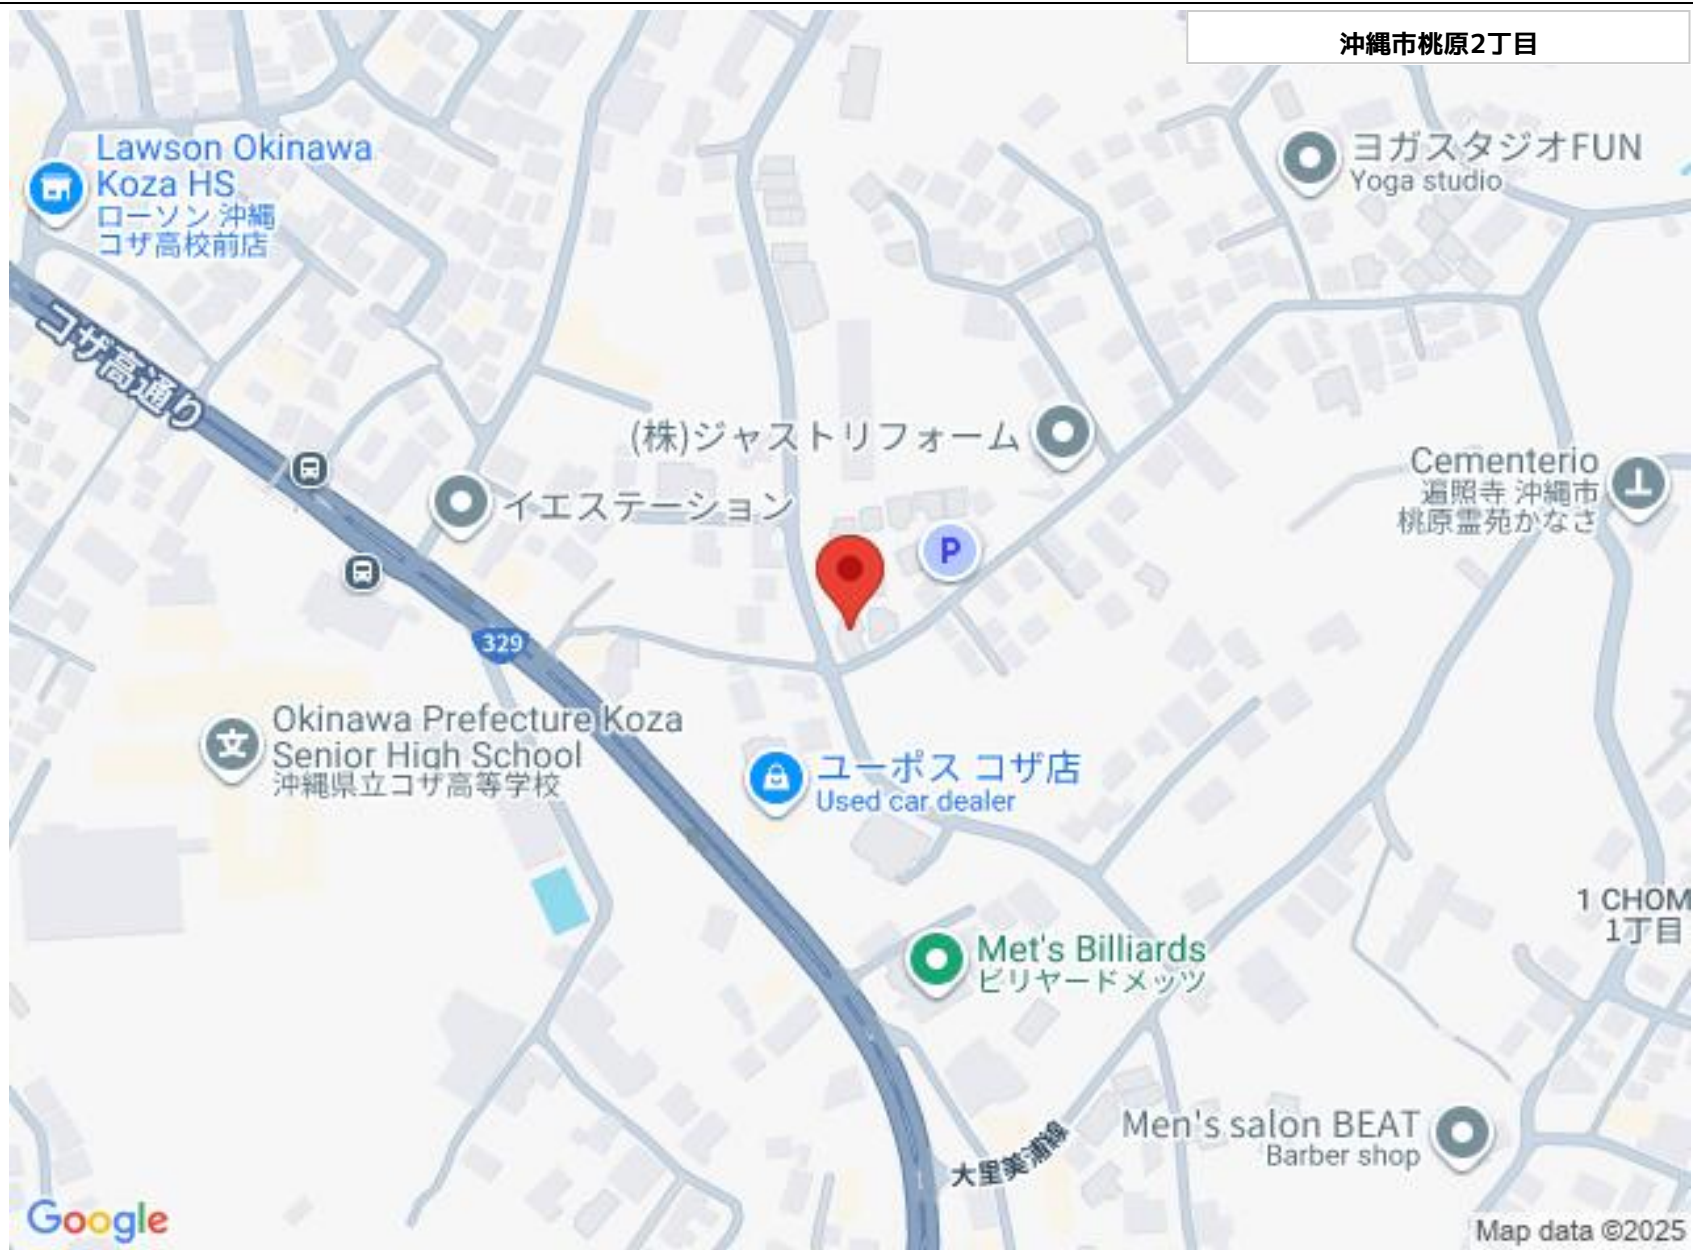 沖縄市桃原2丁目
Lawson Okinawa
Koza HS
ローソン 沖縄
コザ高校前店
ヨガスタジオFUN
Yoga studio
コザ高通り
(株)ジャストリフォーム
イエステーション
Cementerio
遍照寺 沖縄市
桃原霊苑かなさ
P
329
Okinawa Prefecture Koza
Senior High School
沖縄県立コザ高等学校
文
ユーポス コザ店
Used car dealer
1 CHOM
1丁目
Met's Billiards
ビリヤードメッツ
Men's salon BEAT
Barber shop
大里美浦線
Google
Map data ©2025